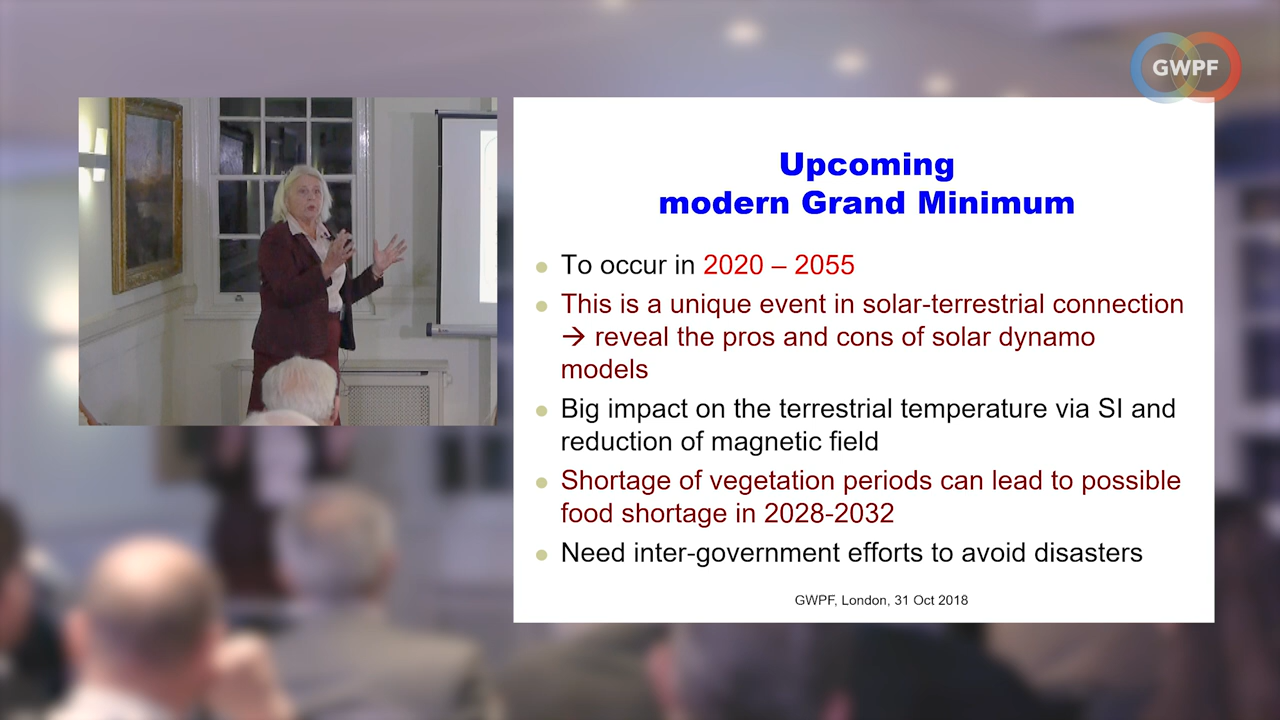 GWPF
Upcoming
modern Grand Minimum
To occur in 2020 – 2055
This is a unique event in solar-terrestrial connection
→ reveal the pros and cons of solar dynamo
models
Big impact on the terrestrial temperature via SI and
reduction of magnetic field
Shortage of vegetation periods can lead to possible
food shortage in 2028-2032
Need inter-government efforts to avoid disasters
GWPF, London, 31 Oct 2018